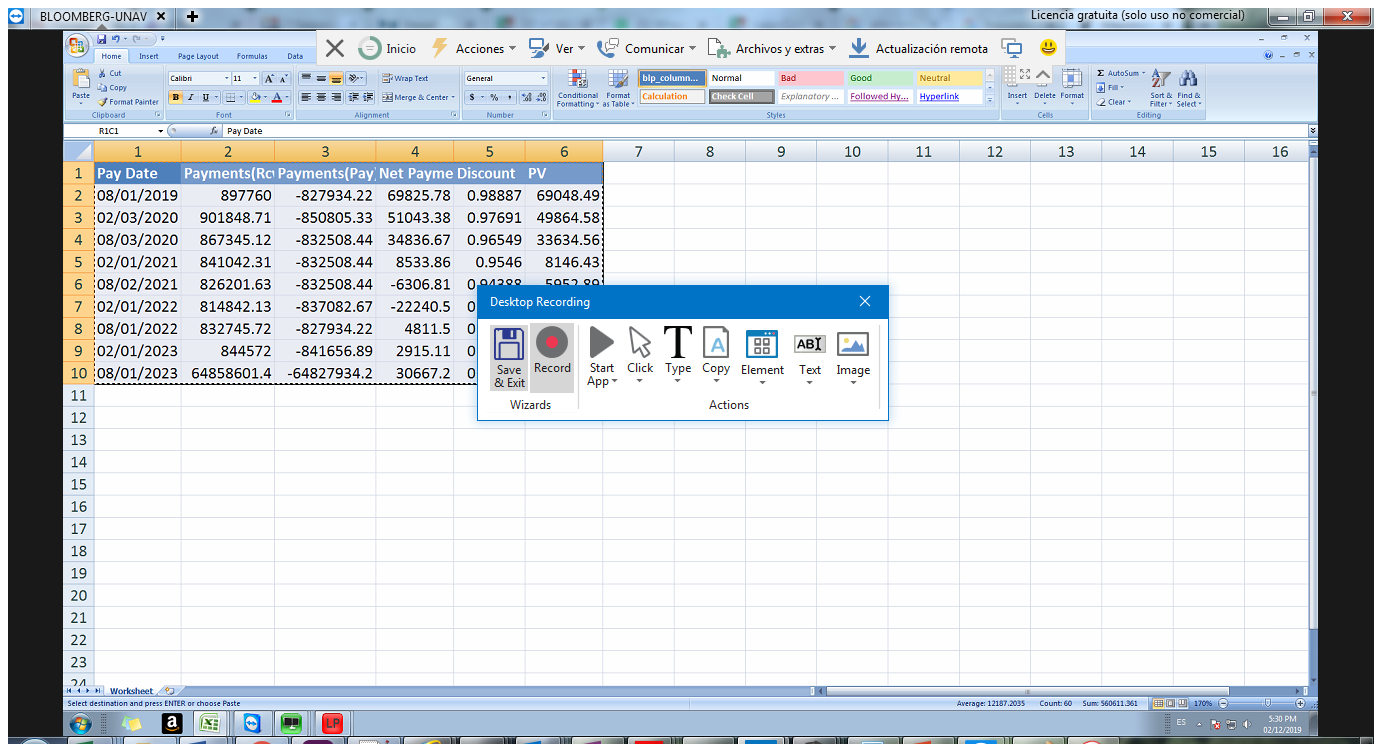 BLOOMBERG-UNAV
Licencia gratuita (solo uso no comercial)
Inicio Acciones Ver Comunicar Archivos y extras Actualización remota
Home Insert Page Layout Formulas Data
Paste Cut Copy Format Painter
Calibri 11 B I U
Wrap Text Merge & Center
General $ % ,
Conditional Formatting Format as Table
blp_column... Normal Bad Good Neutral
Calculation Check Cell Explanatory ... Followed Hy... Hyperlink
Insert Delete Format
Σ AutoSum Fill Clear Sort & Filter Find & Select
Clipboard Font Alignment Number Styles Cells Editing
R1C1 fx Pay Date
1 2 3 4 5 6 7 8 9 10 11 12 13 14 15 16
1 Pay Date Payments(Rc Payments(Pay) Net Payme Discount PV
2 08/01/2019 897760 -827934.22 69825.78 0.98887 69048.49
3 02/03/2020 901848.71 -850805.33 51043.38 0.97691 49864.58
4 08/03/2020 867345.12 -832508.44 34836.67 0.96549 33634.56
5 02/01/2021 841042.31 -832508.44 8533.86 0.9546 8146.43
6 08/02/2021 826201.63 -832508.44 -6306.81 0.94388 -5952.89
7 02/01/2022 814842.13 -837082.67 -22240.5 0
8 08/01/2022 832745.72 -827934.22 4811.5 0
9 02/01/2023 844572 -841656.89 2915.11 0
10 08/01/2023 64858601.4 -64827934.2 30667.2 0
Desktop Recording
Save & Exit Record Start App Click Type Copy Element Text Image
Wizards Actions
11
12
13
14
15
16
17
18
19
20
21
22
23
24
Worksheet
Select destination and press ENTER or choose Paste Average: 12187.2035 Count: 60 Sum: 560611.361 170%
LP ES 5:30 PM
02/12/2019